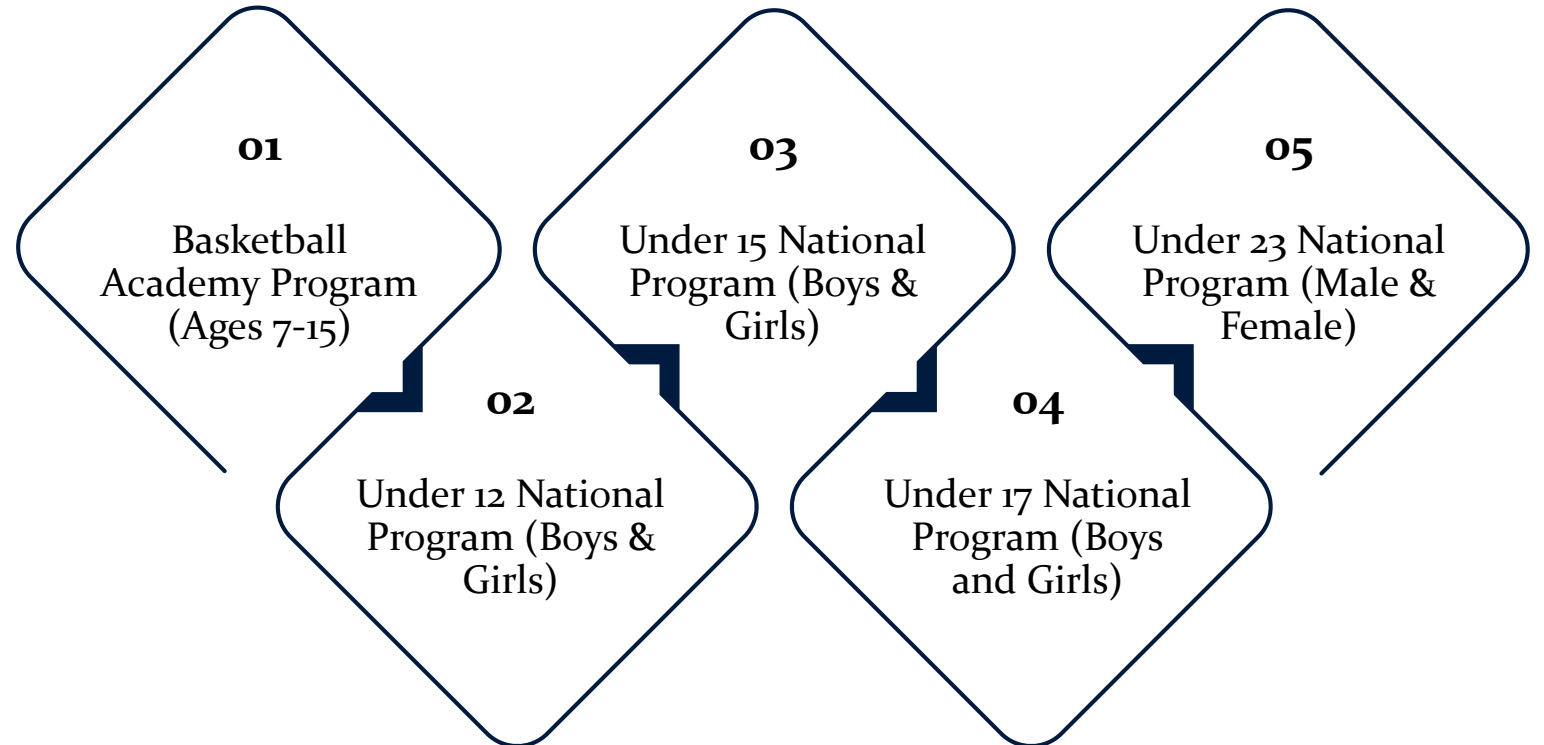 01
Basketball
Academy Program
(Ages 7-15)
02
Under 12 National
Program (Boys &
Girls)
03
Under 15 National
Program (Boys &
Girls)
04
Under 17 National
Program (Boys
and Girls)
05
Under 23 National
Program (Male &
Female)